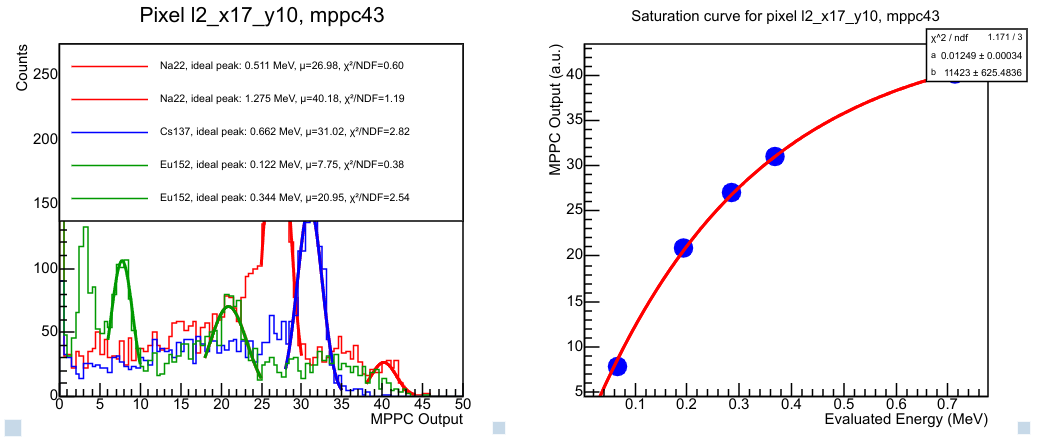 Pixel l2_x17_y10, mppc43
Counts
250
200
150
100
50
0
Na22, ideal peak: 0.511 MeV, μ=26.98, χ²/NDF=0.60
Na22, ideal peak: 1.275 MeV, μ=40.18, χ²/NDF=1.19
Cs137, ideal peak: 0.662 MeV, μ=31.02, χ²/NDF=2.82
Eu152, ideal peak: 0.122 MeV, μ=7.75, χ²/NDF=0.38
Eu152, ideal peak: 0.344 MeV, μ=20.95, χ²/NDF=2.54
0 5 10 15 20 25 30 35 40 45 50
MPPC Output
Saturation curve for pixel l2_x17_y10, mppc43
χ^2 / ndf 1.171 / 3
a 0.01249 ± 0.00034
b 11423 ± 625.4836
MPPC Output (a.u.)
40
35
30
25
20
15
10
5
0.1 0.2 0.3 0.4 0.5 0.6 0.7
Evaluated Energy (MeV)